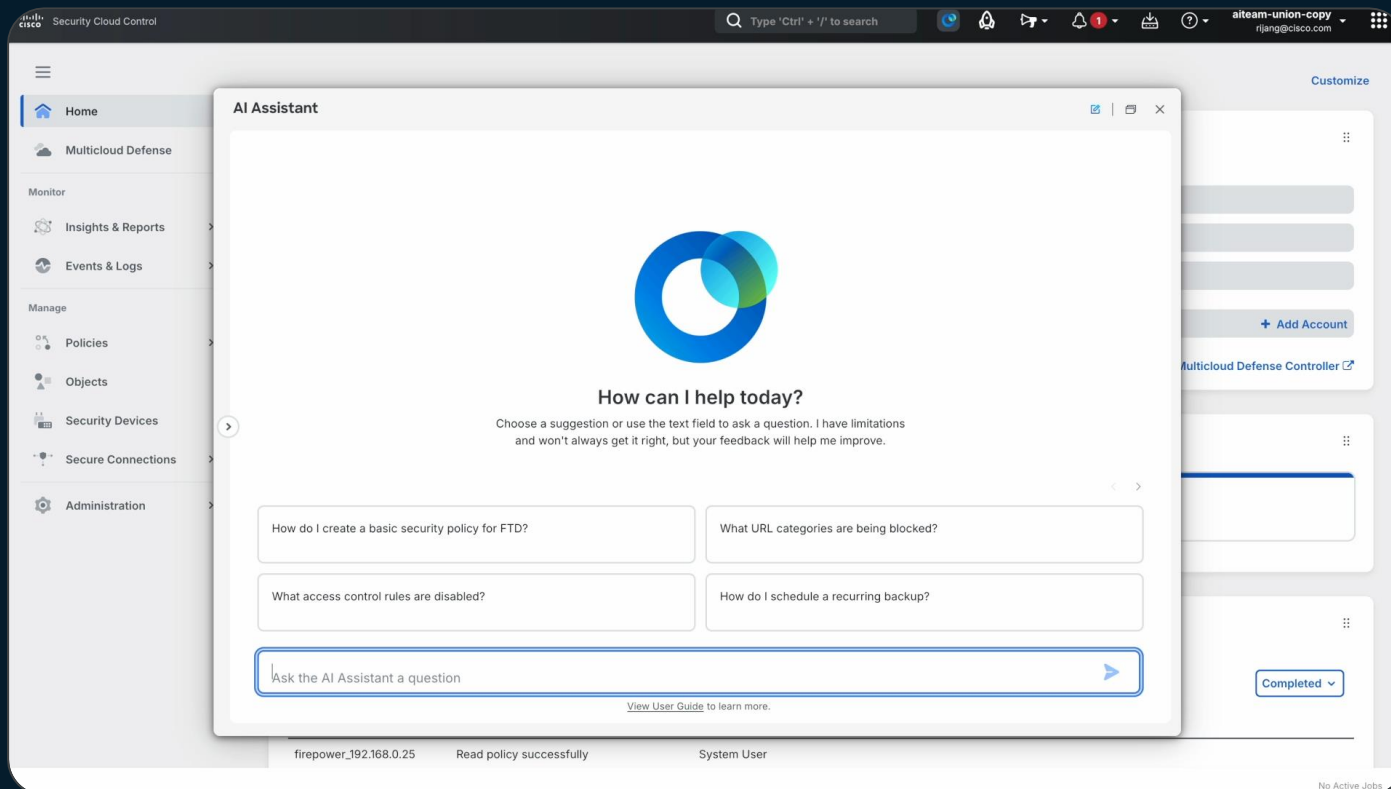 CISCO
Security Cloud Control
Type 'Ctrl' + '/' to search
1
?
aiteam-union-copy
rijang@cisco.com
Customize
Home
Multicloud Defense
Monitor
Insights & Reports
Events & Logs
Manage
Policies
Objects
Security Devices
Secure Connections
Administration
AI Assistant
How can I help today?
Choose a suggestion or use the text field to ask a question. I have limitations
and won't always get it right, but your feedback will help me improve.
How do I create a basic security policy for FTD?
What URL categories are being blocked?
What access control rules are disabled?
How do I schedule a recurring backup?
Ask the AI Assistant a question
View User Guide to learn more.
+ Add Account
Multicloud Defense Controller
Completed
firepower_192.168.0.25 Read policy successfully System User
No Active Jobs